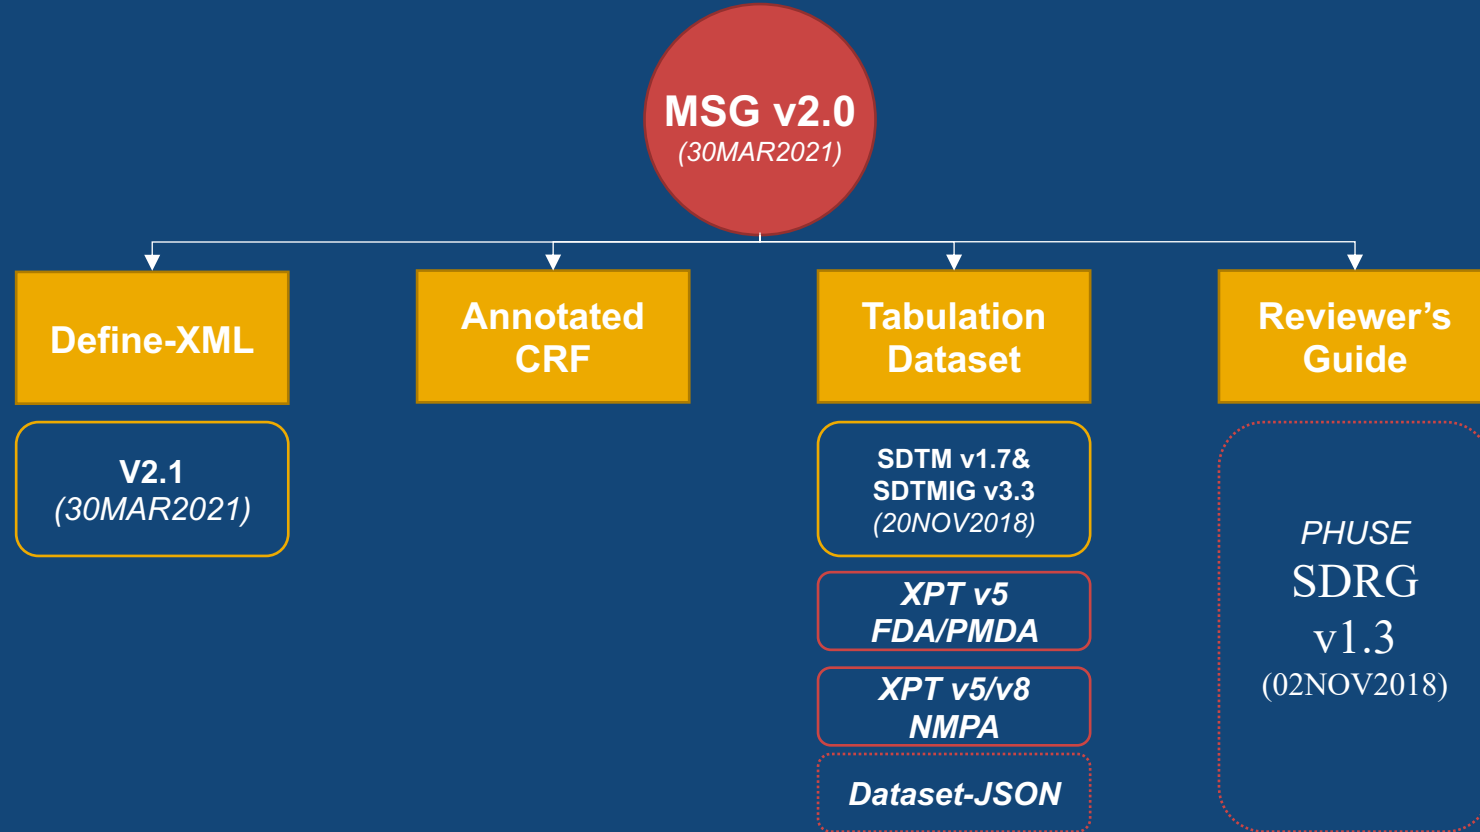 MSG v2.0
(30MAR2021)
Define-XML
Annotated
CRF
Tabulation
Dataset
Reviewer’s
Guide
V2.1
(30MAR2021)
SDTM v1.7&
SDTMIG v3.3
(20NOV2018)
XPT v5
FDA/PMDA
XPT v5/v8
NMPA
Dataset-JSON
PHUSE
SDRG
v1.3
(02NOV2018)